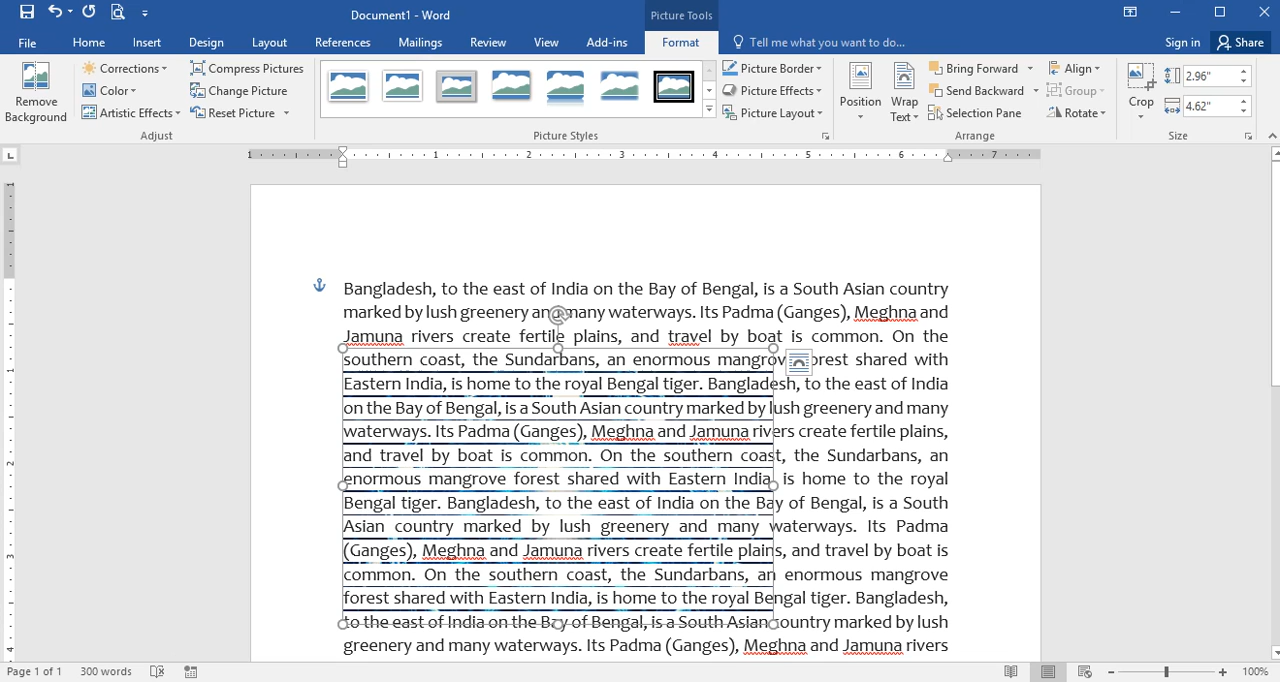 Document1 - Word
Picture Tools
File Home Insert Design Layout References Mailings Review View Add-ins Format Tell me what you want to do... Sign in Share
Remove Background
Corrections
Color
Artistic Effects
Compress Pictures
Change Picture
Reset Picture
Adjust
Picture Styles
Picture Border
Picture Effects
Picture Layout
Position
Wrap Text
Bring Forward
Send Backward
Selection Pane
Align
Group
Rotate
Arrange
Crop
2.96"
4.62"
Size
L
1 1 2 3 4 5 6 7
1
1
2
3
4
Bangladesh, to the east of India on the Bay of Bengal, is a South Asian country
marked by lush greenery and many waterways. Its Padma (Ganges), Meghna and
Jamuna rivers create fertile plains, and travel by boat is common. On the
southern coast, the Sundarbans, an enormous mangrove forest shared with
Eastern India, is home to the royal Bengal tiger. Bangladesh, to the east of India
on the Bay of Bengal, is a South Asian country marked by lush greenery and many
waterways. Its Padma (Ganges), Meghna and Jamuna rivers create fertile plains,
and travel by boat is common. On the southern coast, the Sundarbans, an
enormous mangrove forest shared with Eastern India, is home to the royal
Bengal tiger. Bangladesh, to the east of India on the Bay of Bengal, is a South
Asian country marked by lush greenery and many waterways. Its Padma
(Ganges), Meghna and Jamuna rivers create fertile plains, and travel by boat is
common. On the southern coast, the Sundarbans, an enormous mangrove
forest shared with Eastern India, is home to the royal Bengal tiger. Bangladesh,
to the east of India on the Bay of Bengal, is a South Asian country marked by lush
greenery and many waterways. Its Padma (Ganges), Meghna and Jamuna rivers
Page 1 of 1 300 words 100%